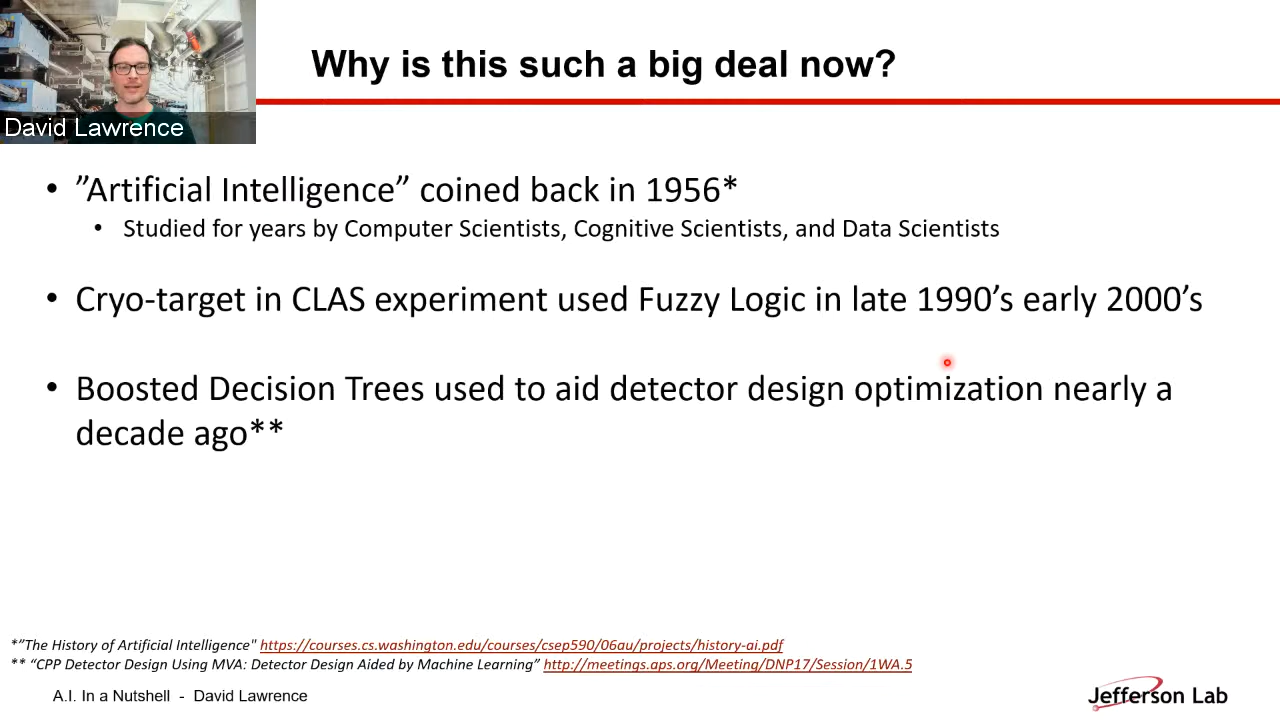 Why is this such a big deal now?
David Lawrence
• ”Artificial Intelligence” coined back in 1956*
• Studied for years by Computer Scientists, Cognitive Scientists, and Data Scientists
• Cryo-target in CLAS experiment used Fuzzy Logic in late 1990’s early 2000’s
• Boosted Decision Trees used to aid detector design optimization nearly a
decade ago**
*”The History of Artificial Intelligence" https://courses.cs.washington.edu/courses/csep590/06au/projects/history-ai.pdf
** “CPP Detector Design Using MVA: Detector Design Aided by Machine Learning” http://meetings.aps.org/Meeting/DNP17/Session/1WA.5
A.I. In a Nutshell - David Lawrence
Jefferson Lab